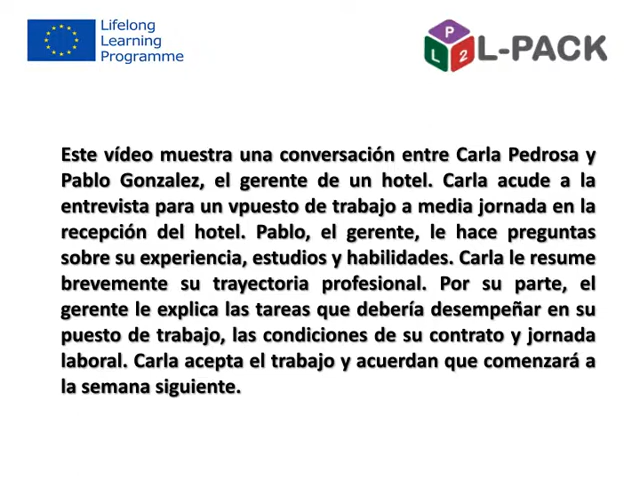 Lifelong
Learning
Programme
P
L
2
L-PACK
Este vídeo muestra una conversación entre Carla Pedrosa y
Pablo Gonzalez, el gerente de un hotel. Carla acude a la
entrevista para un vpuesto de trabajo a media jornada en la
recepción del hotel. Pablo, el gerente, le hace preguntas
sobre su experiencia, estudios y habilidades. Carla le resume
brevemente su trayectoria profesional. Por su parte, el
gerente le explica las tareas que debería desempeñar en su
puesto de trabajo, las condiciones de su contrato y jornada
laboral. Carla acepta el trabajo y acuerdan que comenzará a
la semana siguiente.